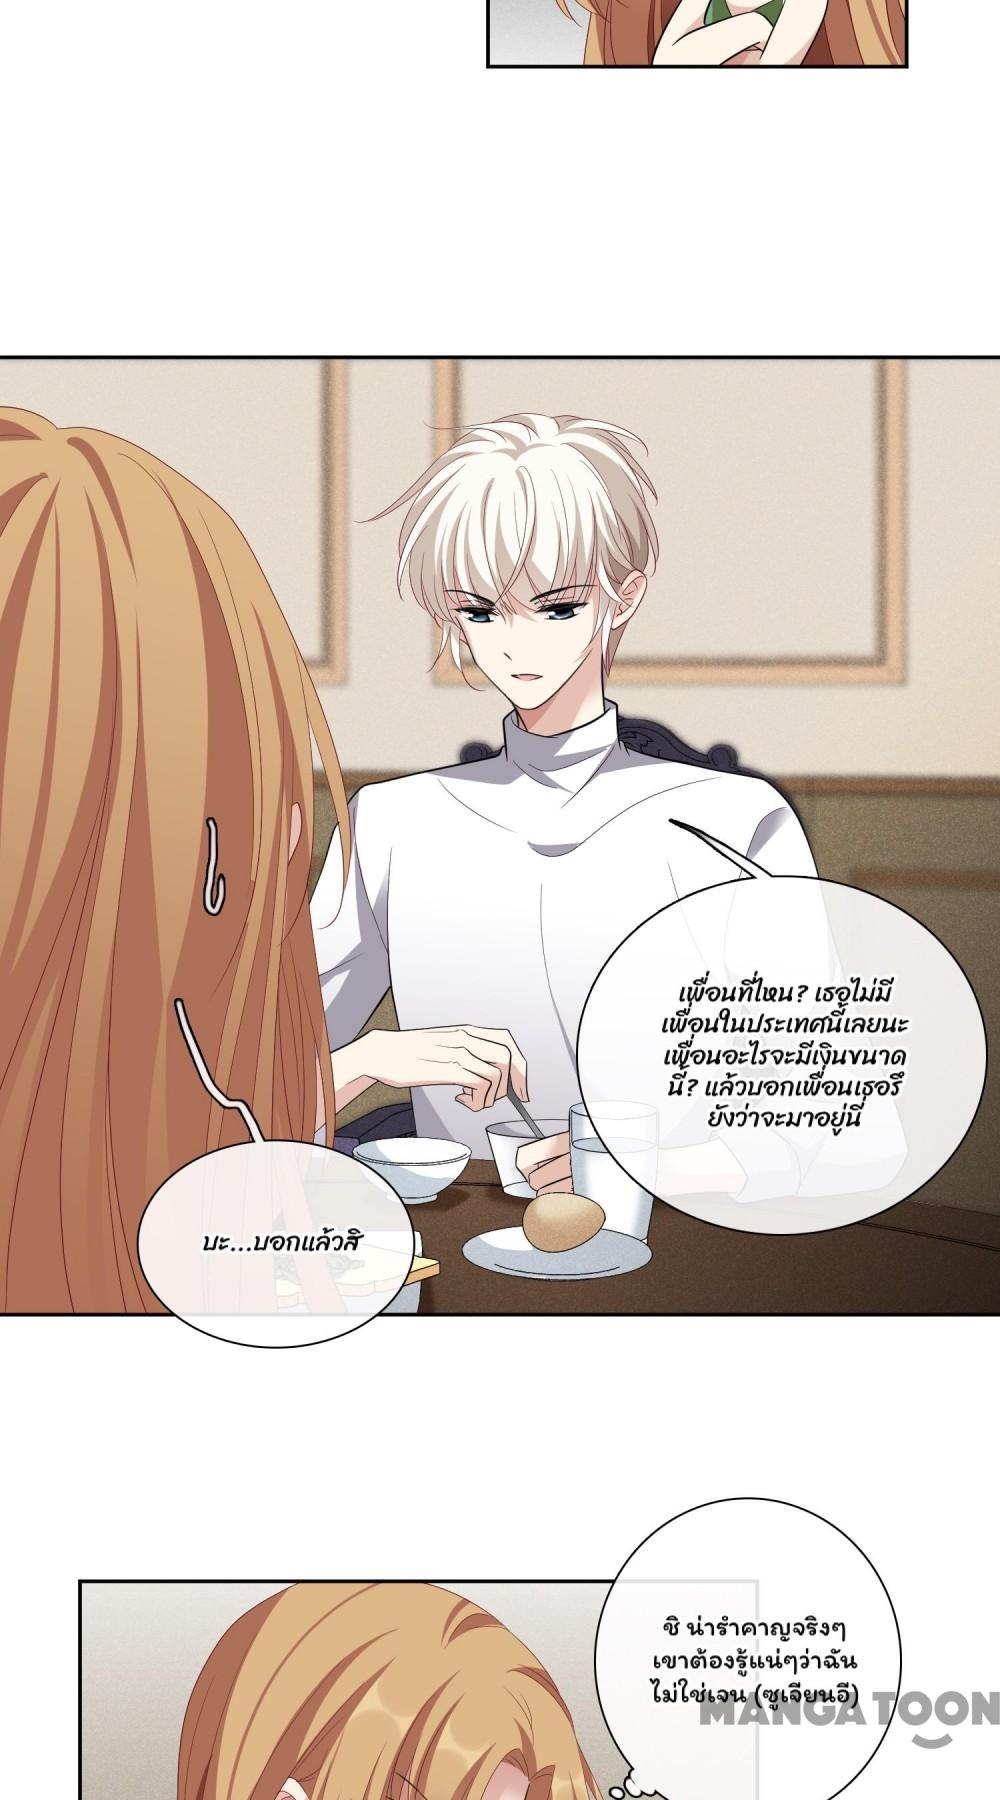 เพื่อนที่ไหน? เธอไม่มี
เพื่อนในประเทศนี้เลยนะ
เพื่อนอะไรจะมีเงินขนาด
นี้? แล้วบอกเพื่อนเธอรึ
ยังว่าจะมาอยู่นี่
บะ...บอกแล้วสิ
ชิ น่ารำคาญจริงๆ
เขาต้องรู้แน่ๆว่าฉัน
ไม่ใช่เจน (ซูเจียนอี)
MANGATOON